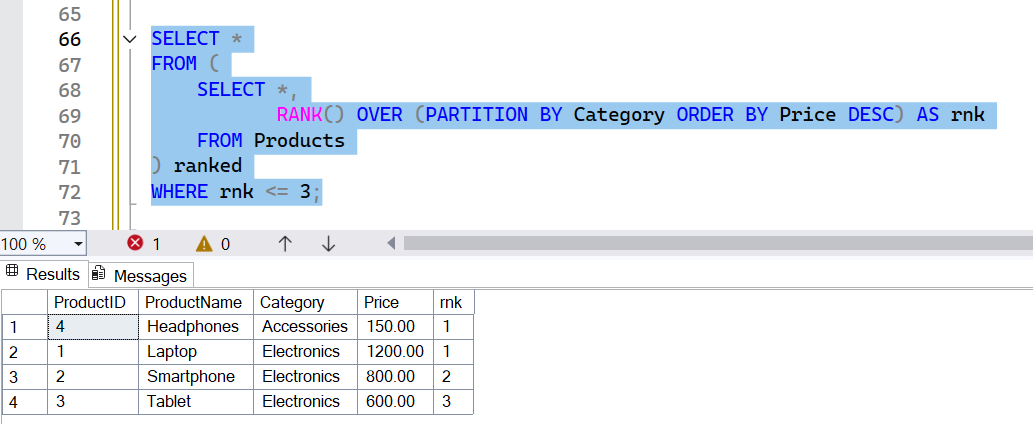 65
66 SELECT *
67 FROM (
68 SELECT *,
69 RANK() OVER (PARTITION BY Category ORDER BY Price DESC) AS rnk
70 FROM Products
71 ) ranked
72 WHERE rnk <= 3;
73
100 % 1 0
Results Messages
ProductID ProductName Category Price rnk
1 4 Headphones Accessories 150.00 1
2 1 Laptop Electronics 1200.00 1
3 2 Smartphone Electronics 800.00 2
4 3 Tablet Electronics 600.00 3